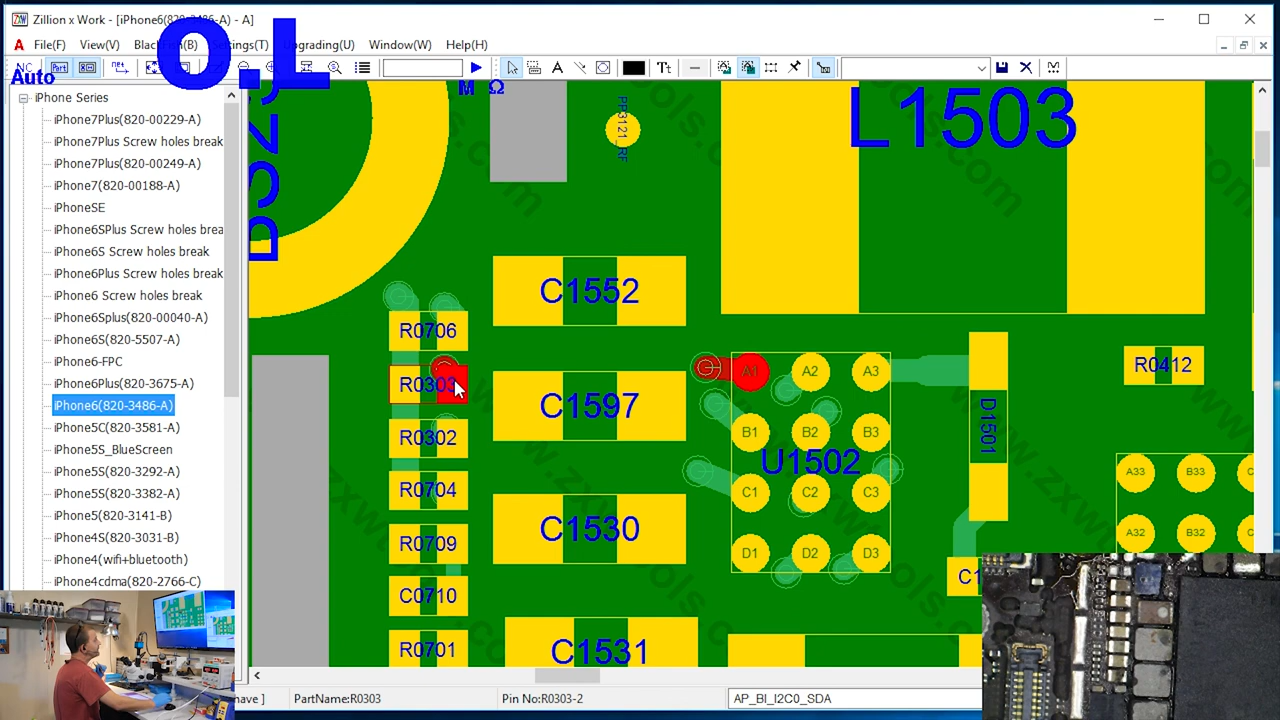 Zillion x Work - [iPhone6(820-3486-A) - A]
File(F) View(V) Settings(T) Upgrading(U) Window(W) Help(H)
O.L
Auto
M Ω
iPhone Series
iPhone7Plus(820-00229-A)
iPhone7Plus Screw holes break
iPhone7Plus(820-00249-A)
iPhone7(820-00188-A)
iPhoneSE
iPhone6SPlus Screw holes brea
iPhone6S Screw holes break
iPhone6Plus Screw holes break
iPhone6 Screw holes break
iPhone6Splus(820-00040-A)
iPhone6S(820-5507-A)
iPhone6-FPC
iPhone6Plus(820-3675-A)
iPhone6(820-3486-A)
iPhone5C(820-3581-A)
iPhone5S_BlueScreen
iPhone5S(820-3292-A)
iPhone5S(820-3382-A)
iPhone5(820-3141-B)
iPhone4S(820-3031-B)
iPhone4(wifi+bluetooth)
iPhone4cdma(820-2766-C)
PP3121_RF
L1503
C1552
R0706
R0303
C1597
R0302
R0704
C1530
R0709
C0710
R0701
C1531
A1 A2 A3
B1 B2 B3
U1502
C1 C2 C3
D1 D2 D3
D1501
R0412
A33 B33 C
A32 B32 C
C1
nave ]
PartName:R0303
Pin No:R0303-2
AP_BI_I2C0_SDA